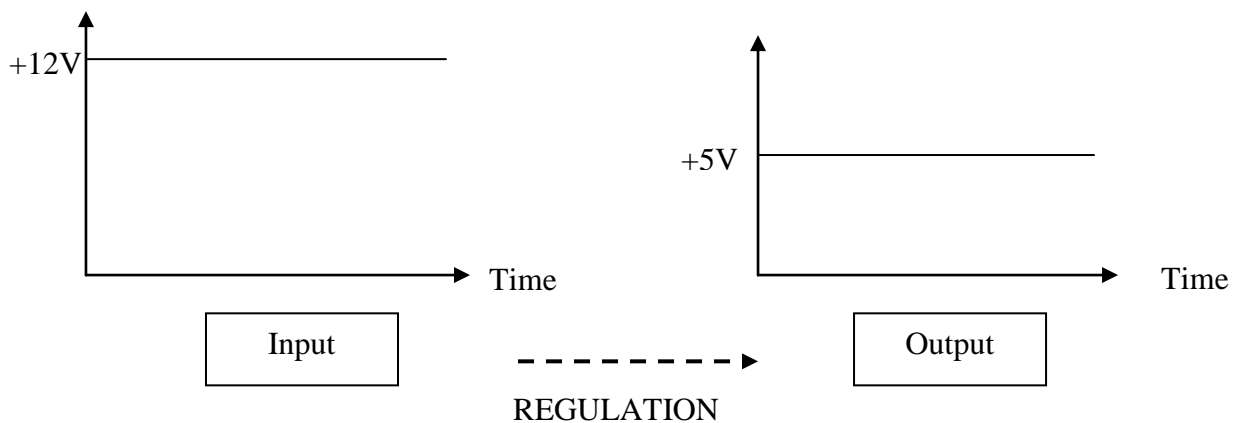 +12V
Time
Input
+5V
Time
Output
REGULATION